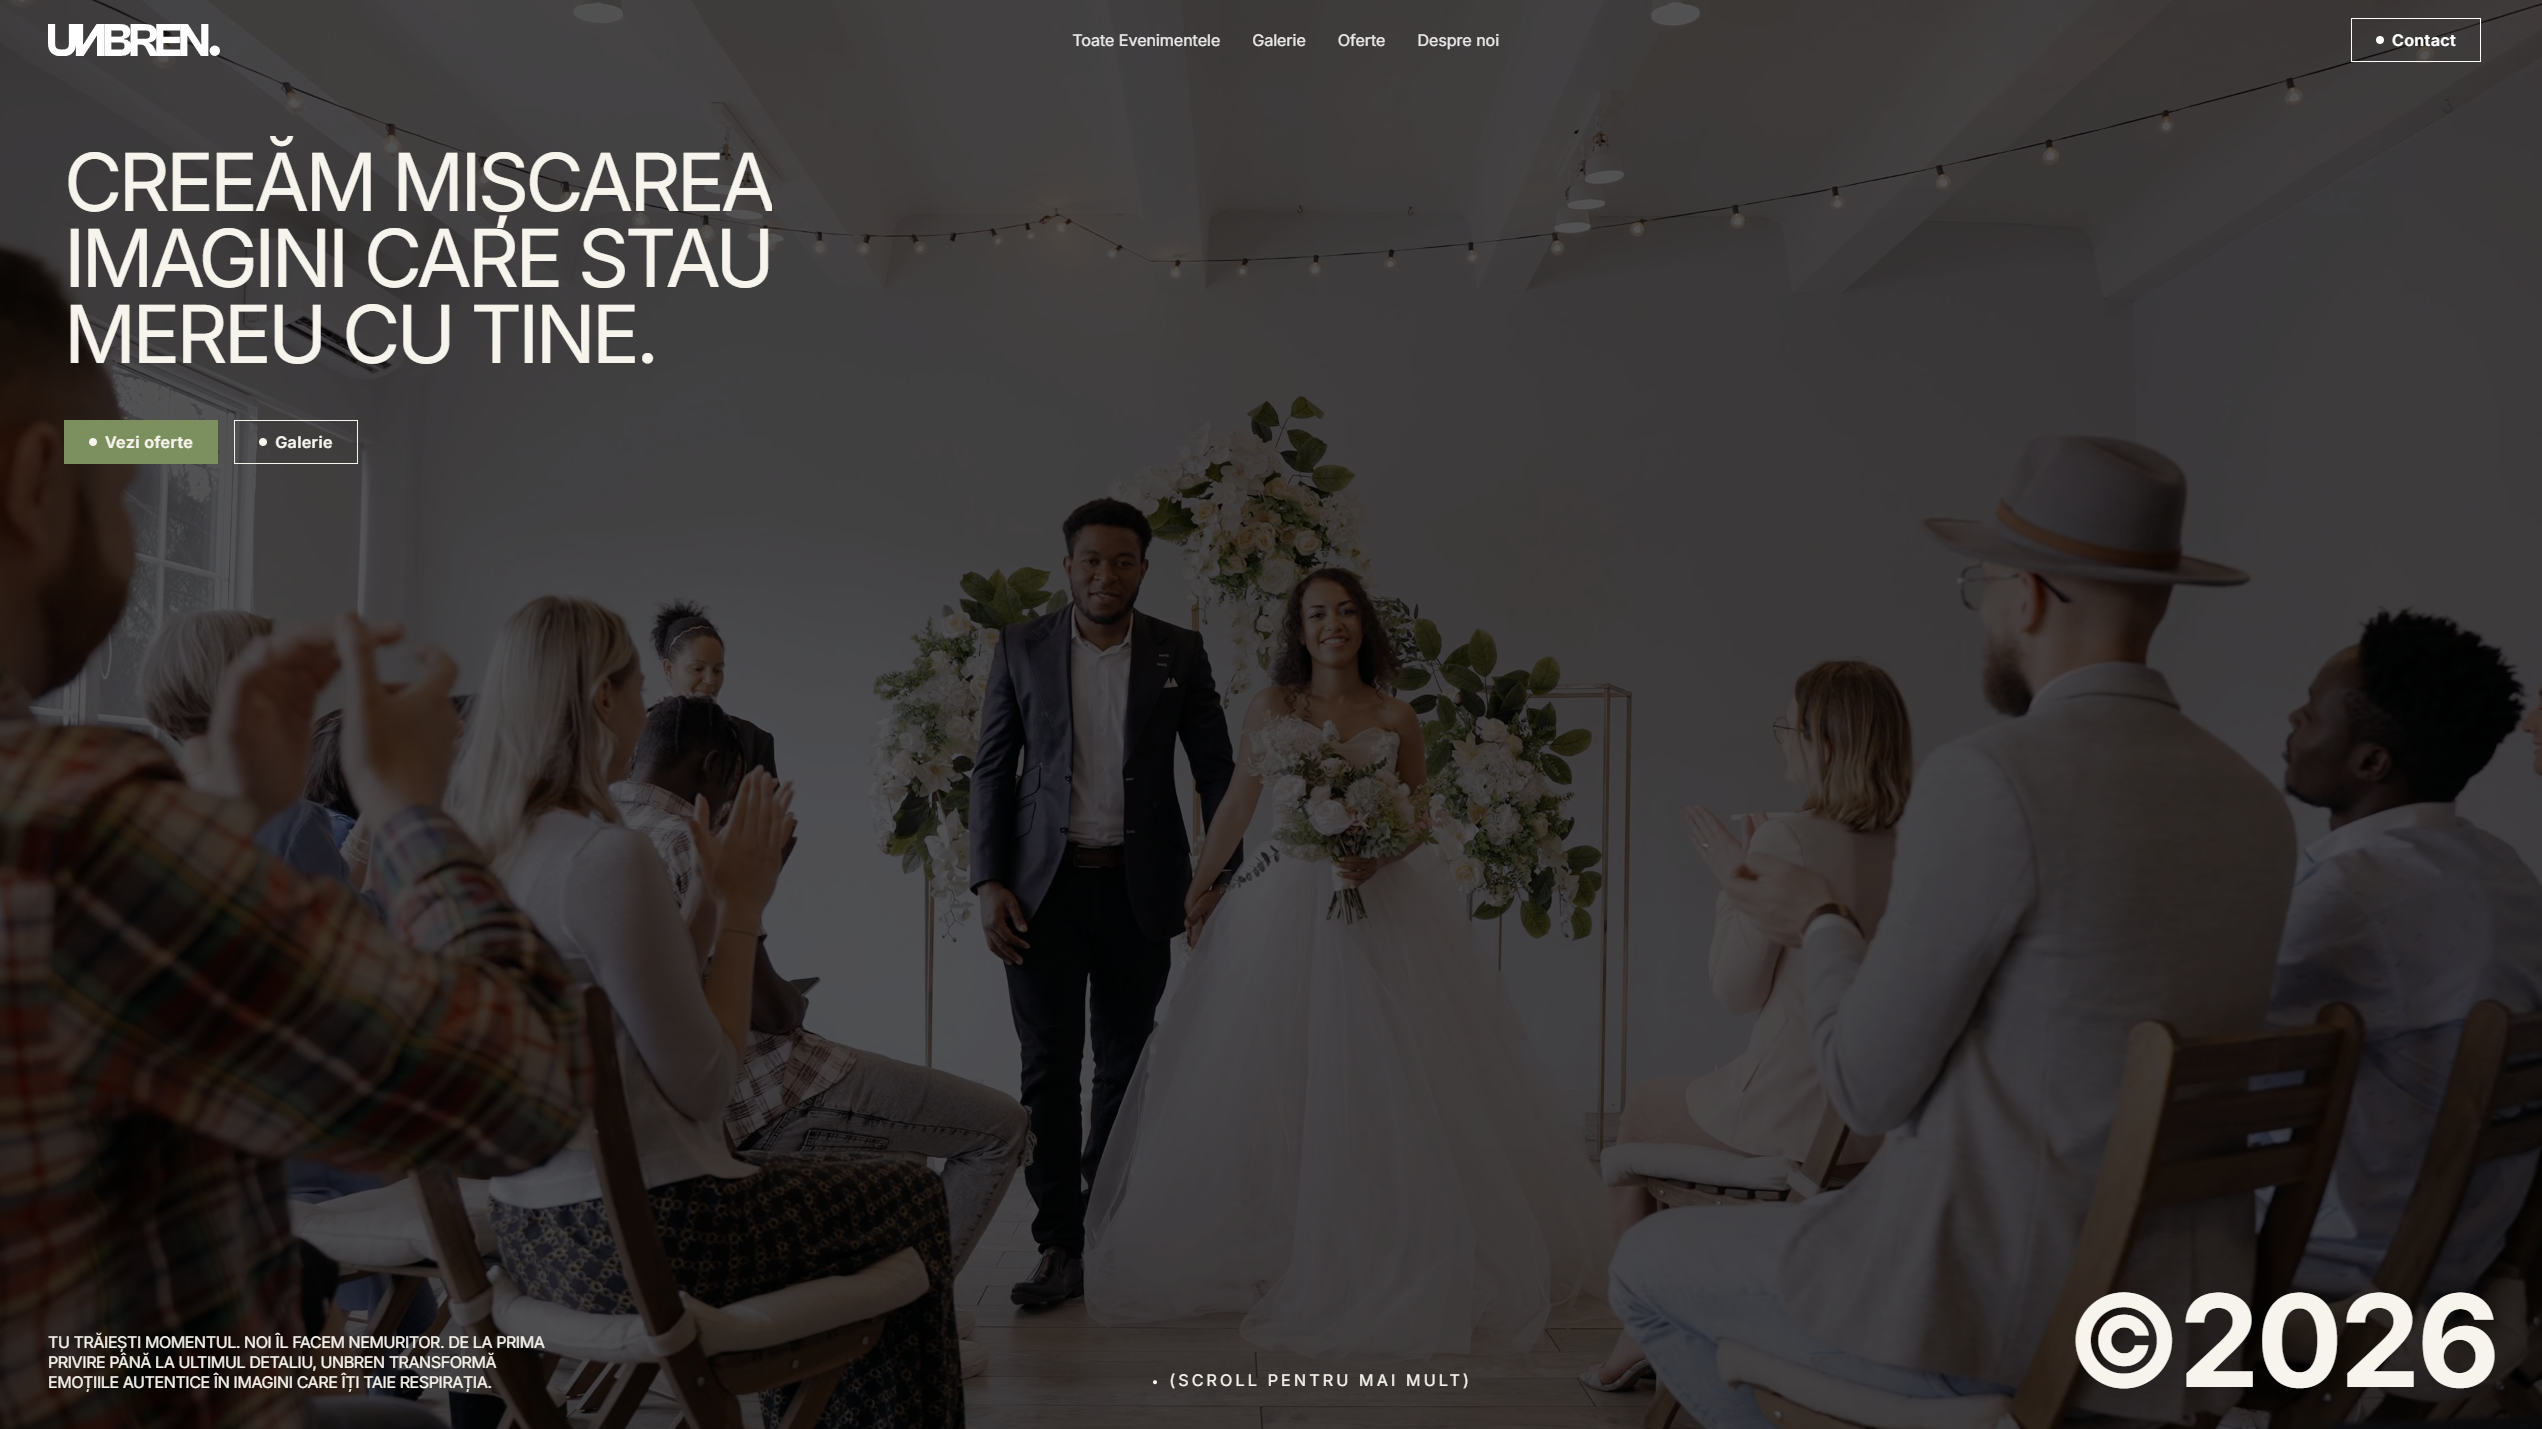 UNBREN.
Toate Evenimentele
Galerie
Oferte
Despre noi
Contact
CREEĂM MIȘCAREA
IMAGINI CARE STAU
MEREU CU TINE.
Vezi oferte
Galerie
TU TRĂIEȘTI MOMENTUL. NOI ÎL FACEM NEMURITOR. DE LA PRIMA
PRIVIRE PÂNĂ LA ULTIMUL DETALIU, UNBREN TRANSFORMĂ
EMOȚIILE AUTENTICE ÎN IMAGINI CARE ÎȚI TAIE RESPIRAȚIA.
• (SCROLL PENTRU MAI MULT)
©2026